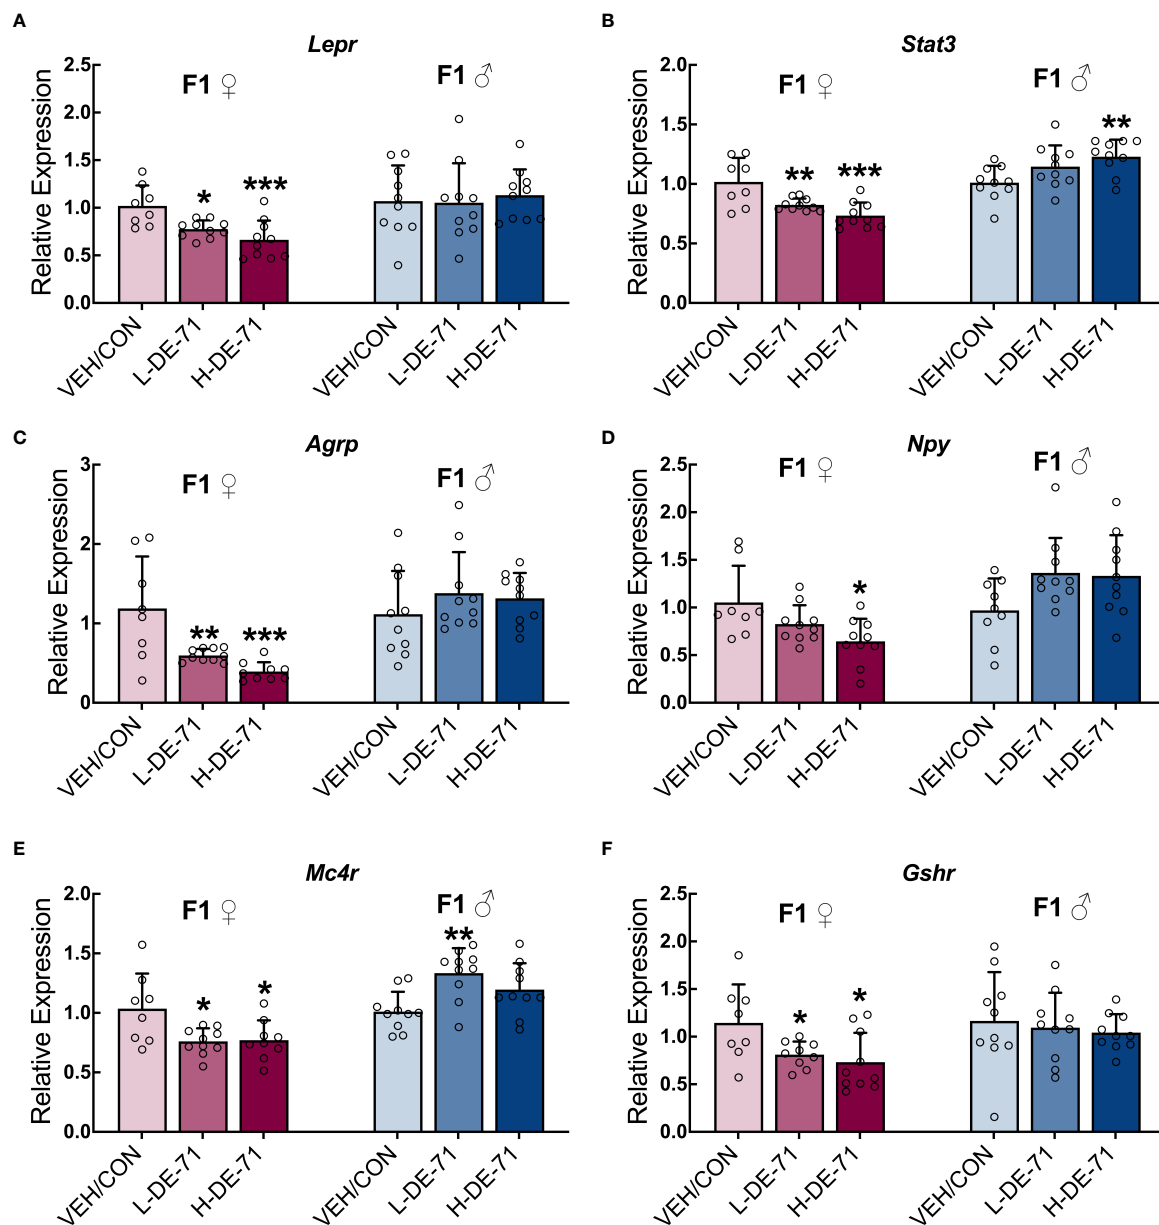 A
Lepr
Relative Expression
2.5
2.0
1.5
1.0
0.5
0.0
F1 ♀
F1 ♂
*
***
VEH/CON
L-DE-71
H-DE-71
VEH/CON
L-DE-71
H-DE-71
B
Stat3
Relative Expression
2.0
1.5
1.0
0.5
0.0
F1 ♀
F1 ♂
**
***
**
VEH/CON
L-DE-71
H-DE-71
VEH/CON
L-DE-71
H-DE-71
C
Agrp
Relative Expression
3
2
1
0
F1 ♀
F1 ♂
**
***
VEH/CON
L-DE-71
H-DE-71
VEH/CON
L-DE-71
H-DE-71
D
Npy
Relative Expression
2.5
2.0
1.5
1.0
0.5
0.0
F1 ♀
F1 ♂
*
VEH/CON
L-DE-71
H-DE-71
VEH/CON
L-DE-71
H-DE-71
E
Mc4r
Relative Expression
2.0
1.5
1.0
0.5
0.0
F1 ♀
F1 ♂
*
*
**
VEH/CON
L-DE-71
H-DE-71
VEH/CON
L-DE-71
H-DE-71
F
Gshr
Relative Expression
2.5
2.0
1.5
1.0
0.5
0.0
F1 ♀
F1 ♂
*
*
VEH/CON
L-DE-71
H-DE-71
VEH/CON
L-DE-71
H-DE-71